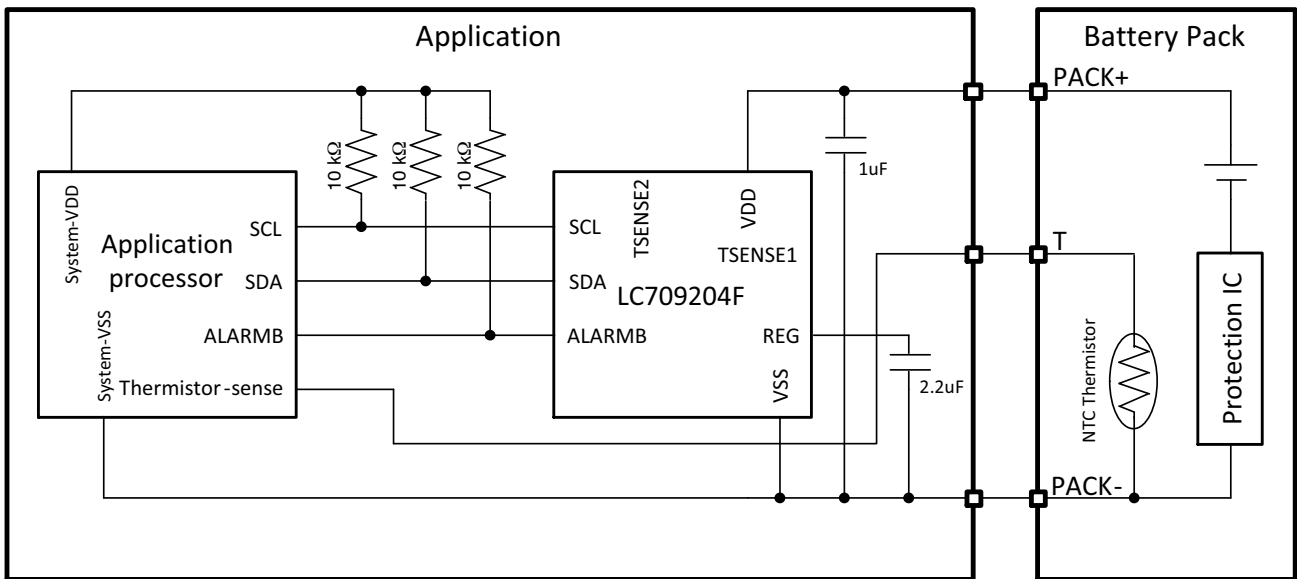 Application
Battery Pack
PACK+
10 kΩ
10 kΩ
10 kΩ
1uF
System-VDD
Application
processor
SCL
SDA
ALARMB
Thermistor-sense
System-VSS
SCL
SDA
ALARMB
TSENSE2
VDD
TSENSE1
LC709204F
REG
VSS
2.2uF
T
NTC Thermistor
Protection IC
PACK-